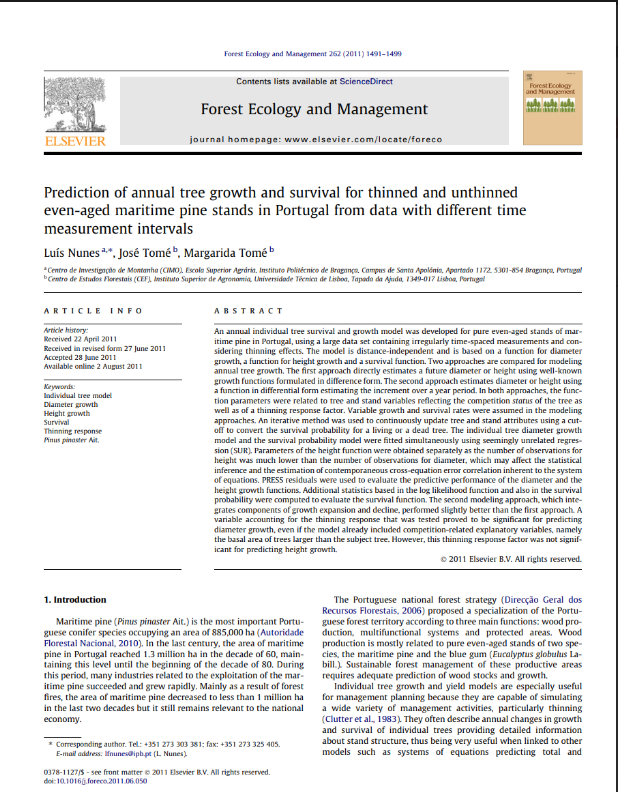 Forest Ecology and Management 262 (2011) 1491–1499
Contents lists available at ScienceDirect
Forest Ecology and Management
journal homepage: www.elsevier.com/locate/foreco
ELSEVIER
Forest Ecology
and Management
Prediction of annual tree growth and survival for thinned and unthinned
even-aged maritime pine stands in Portugal from data with different time
measurement intervals
Luís Nunes a,*, José Tomé b, Margarida Tomé b
a Centro de Investigação de Montanha (CIMO), Escola Superior Agrária, Instituto Politécnico de Bragança, Campus de Santa Apolónia, Apartado 1172, 5301-854 Bragança, Portugal
b Centro de Estudos Florestais (CEF), Instituto Superior de Agronomia, Universidade Técnica de Lisboa, Tapada da Ajuda, 1349-017 Lisboa, Portugal
ARTICLE INFO
Article history:
Received 22 April 2011
Received in revised form 27 June 2011
Accepted 28 June 2011
Available online 2 August 2011
Keywords:
Individual tree model
Diameter growth
Height growth
Survival
Thinning response
Pinus pinaster Ait.
ABSTRACT
An annual individual tree survival and growth model was developed for pure even-aged stands of mar-
itime pine in Portugal, using a large data set containing irregularly time-spaced measurements and con-
sidering thinning effects. The model is distance-independent and is based on a function for diameter
growth, a function for height growth and a survival function. Two approaches are compared for modeling
annual tree growth. The first approach directly estimates a future diameter or height using well-known
growth functions formulated in difference form. The second approach estimates diameter or height using
a function in differential form estimating the increment over a year period. In both approaches, the func-
tion parameters were related to tree and stand variables reflecting the competition status of the tree as
well as of a thinning response factor. Variable growth and survival rates were assumed in the modeling
approaches. An iterative method was used to continuously update tree and stand attributes using a cut-
off to convert the survival probability for a living or a dead tree. The individual tree diameter growth
model and the survival probability model were fitted simultaneously using seemingly unrelated regres-
sion (SUR). Parameters of the height function were obtained separately as the number of observations for
height was much lower than the number of observations for diameter, which may affect the statistical
inference and the estimation of contemporaneous cross-equation error correlation inherent to the system
of equations. PRESS residuals were used to evaluate the predictive performance of the diameter and the
height growth functions. Additional statistics based in the log likelihood function and also in the survival
probability were computed to evaluate the survival function. The second modeling approach, which inte-
grates components of growth expansion and decline, performed slightly better than the first approach. A
variable accounting for the thinning response that was tested proved to be significant for predicting
diameter growth, even if the model already included competition-related explanatory variables, namely
the basal area of trees larger than the subject tree. However, this thinning response factor was not signif-
icant for predicting height growth.
© 2011 Elsevier B.V. All rights reserved.
1. Introduction
Maritime pine (Pinus pinaster Ait.) is the most important Portu-
guese conifer species occupying an area of 885,000 ha (Autoridade
Florestal Nacional, 2010). In the last century, the area of maritime
pine in Portugal reached 1.3 million ha in the decade of 60, main-
taining this level until the beginning of the decade of 80. During
this period, many industries related to the exploitation of the mar-
itime pine succeeded and grew rapidly. Mainly as a result of forest
fires, the area of maritime pine decreased to less than 1 million ha
in the last two decades but it still remains relevant to the national
economy.
* Corresponding author. Tel.: +351 273 303 381; fax: +351 273 325 405.
E-mail address: lfnunes@ipb.pt (L. Nunes).
0378-1127/$ - see front matter © 2011 Elsevier B.V. All rights reserved.
doi:10.1016/j.foreco.2011.06.050
The Portuguese national forest strategy (Direcção Geral dos
Recursos Florestais, 2006) proposed a specialization of the Portu-
guese forest territory according to three main functions: wood pro-
duction, multifunctional systems and protected areas. Wood
production is mostly related to pure even-aged stands of two spe-
cies, the maritime pine and the blue gum (Eucalyptus globulus La-
bill.). Sustainable forest management of these productive areas
requires adequate prediction of wood stocks and growth.
Individual tree growth and yield models are especially useful
for management planning because they are capable of simulating
a wide variety of management activities, particularly thinning
(Clutter et al., 1983). They often describe annual changes in growth
and survival of individual trees providing detailed information
about stand structure, thus being very useful when linked to other
models such as systems of equations predicting total and